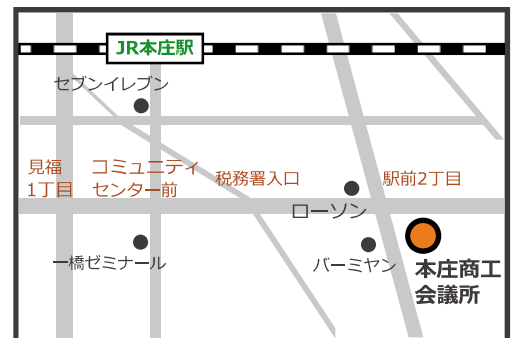 JR本庄駅
セブンイレブン
見福
1丁目
コミュニティ
センター前
税務署入口
駅前2丁目
ローソン
一橋ゼミナール
バーミヤン
本庄商工
会議所